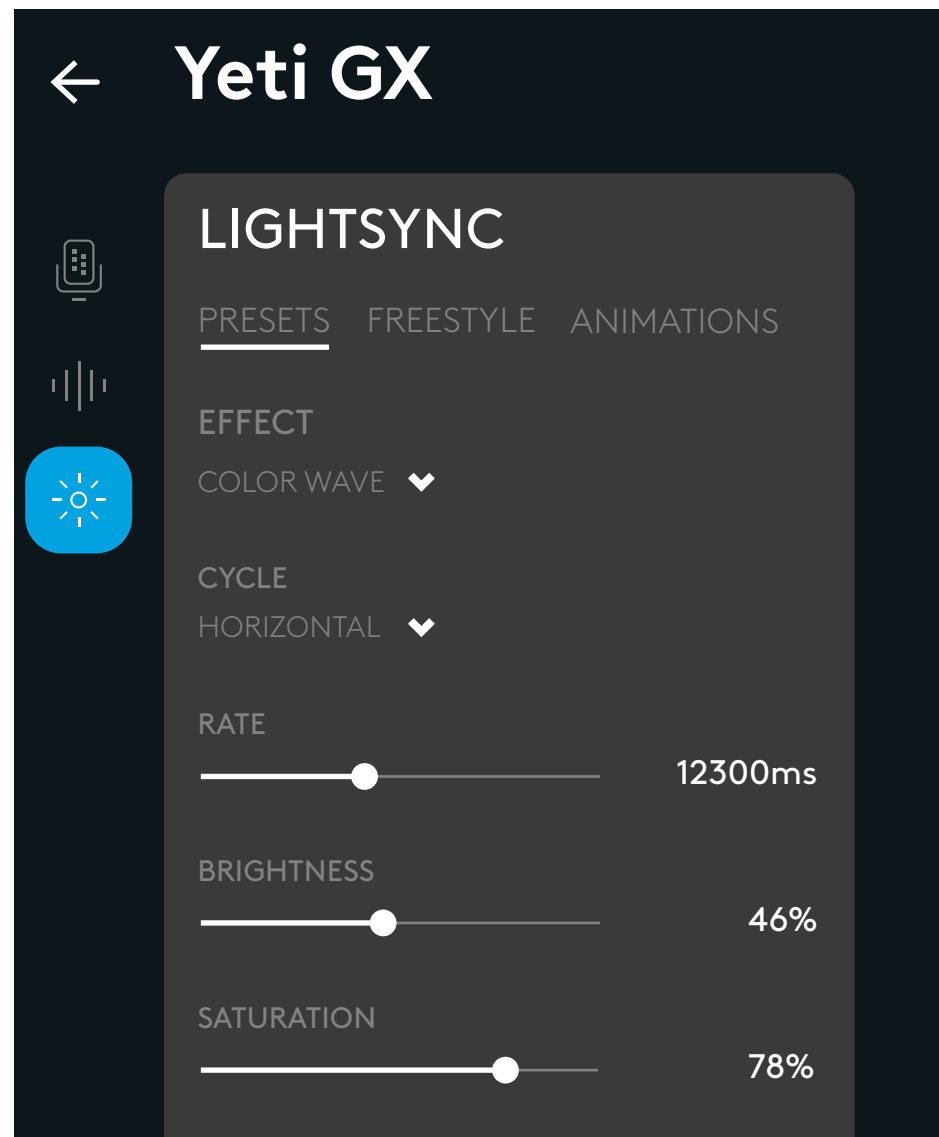 Yeti GX
LIGHTSYNC
PRESETS FREESTYLE ANIMATIONS
EFFECT
COLOR WAVE
CYCLE
HORIZONTAL
RATE
12300ms
BRIGHTNESS
46%
SATURATION
78%